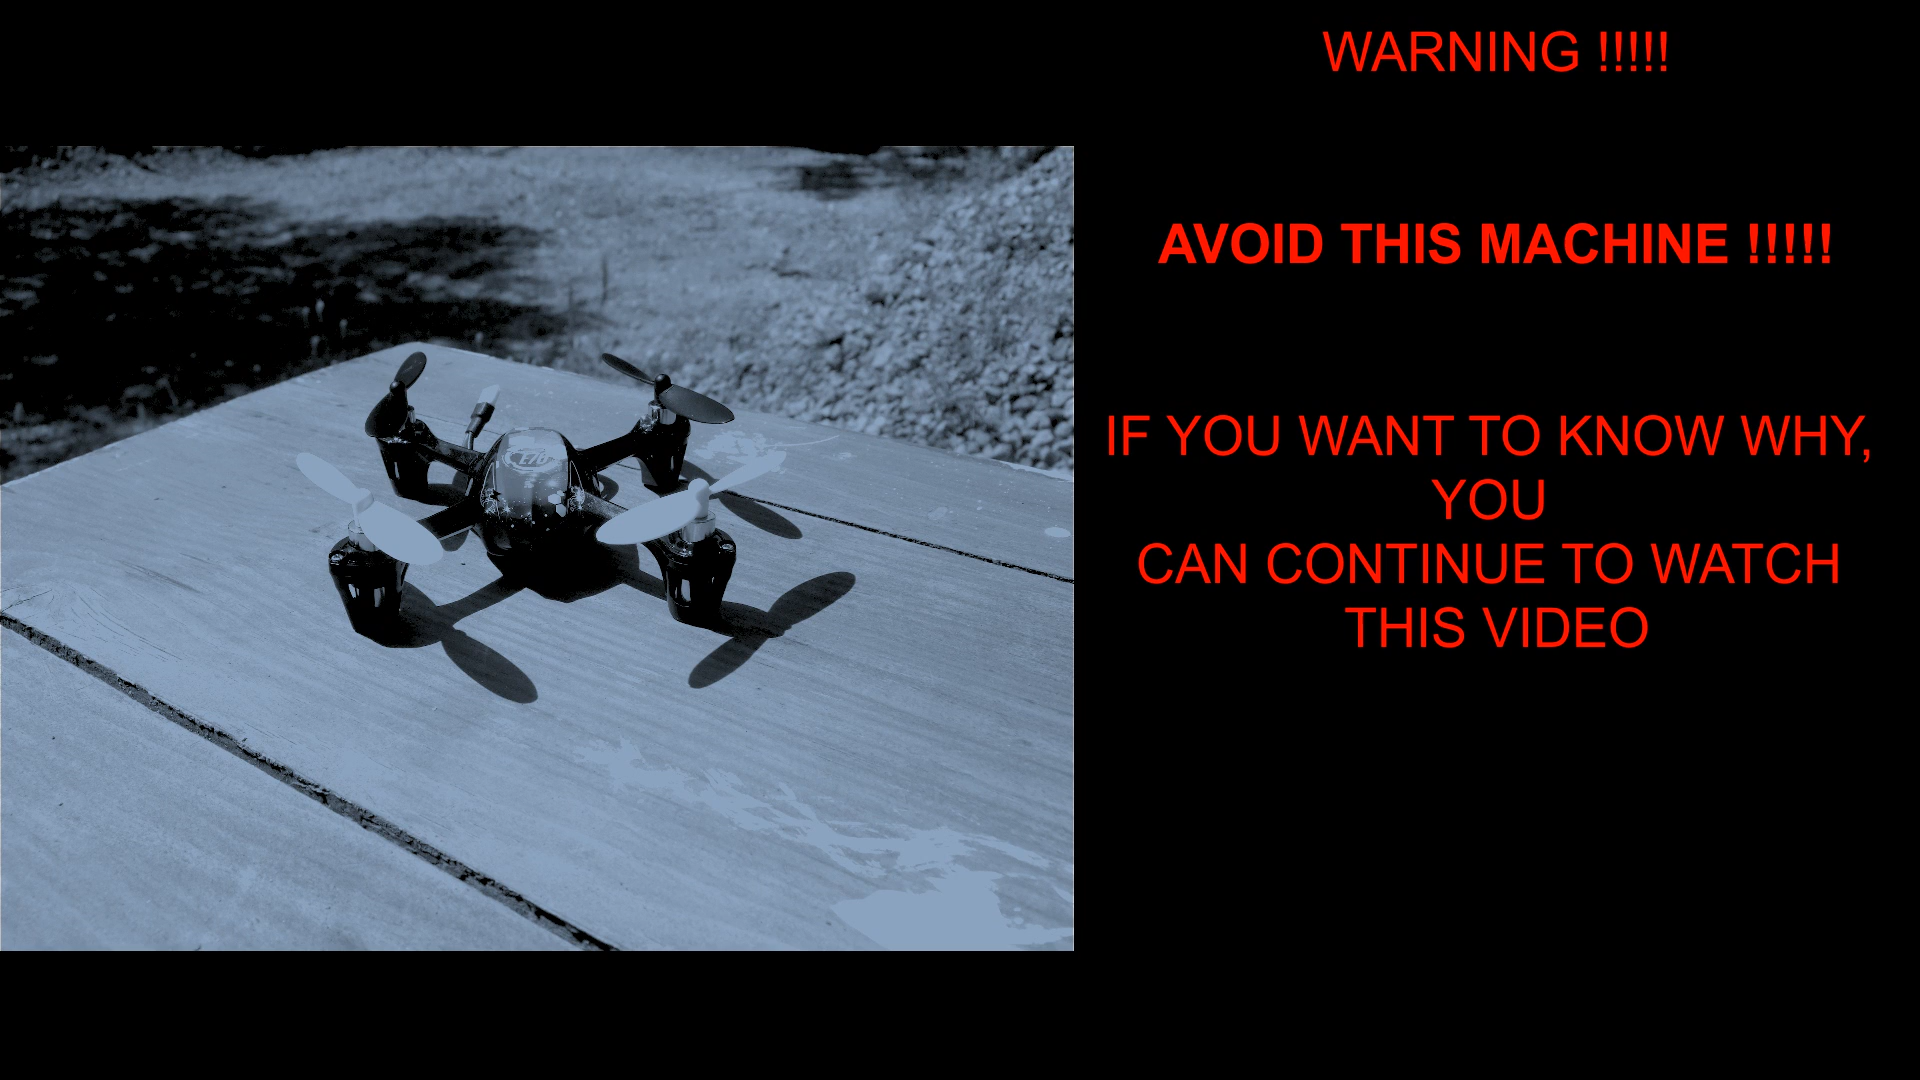 WARNING !!!!!
AVOID THIS MACHINE !!!!!
IF YOU WANT TO KNOW WHY,
YOU
CAN CONTINUE TO WATCH
THIS VIDEO